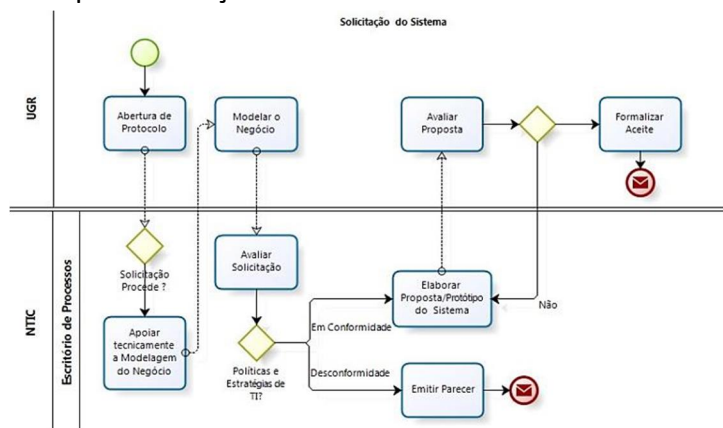 Solicitação do Sistema
UGR
Abertura de
Protocolo
Modelar o
Negócio
Avaliar
Proposta
Formalizar
Aceite
NTIC
Escritório de Processos
Solicitação
Procede ?
Avaliar
Solicitação
Elaborar
Proposta/Protótipo
do Sistema
Não
Apoiar
tecnicamente
a Modelagem
do Negócio
Em Conformidade
Políticas e
Estratégias de
TI?
Desconformidade
Emitir Parecer